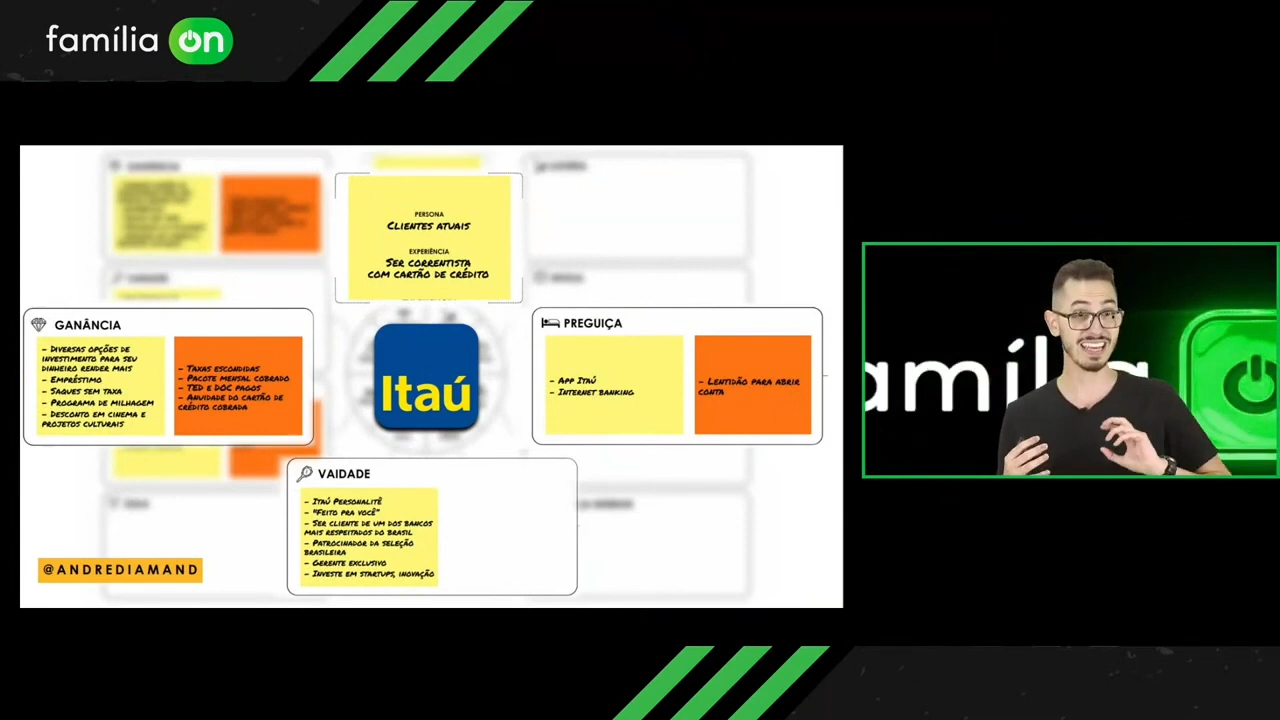 família on
PERSONA
CLIENTES ATUAIS
EXPERIÊNCIA
SER CORRENTISTA
COM CARTÃO DE CRÉDITO
GANÂNCIA
- DIVERSAS OPÇÕES DE
INVESTIMENTO PARA SEU
DINHEIRO RENDER MAIS
- EMPRÉSTIMO
- SAQUES SEM TAXA
- PROGRAMA DE MILHAGEM
- DESCONTO EM CINEMA E
PROJETOS CULTURAIS
- TAXAS ESCONDIDAS
- PACOTE MENSAL COBRADO
- TED E DOC PAGOS
- ANUIDADE DO CARTÃO DE
CRÉDITO COBRADA
Itaú
PREGUIÇA
- APP ITAÚ
- INTERNET BANKING
- LENTIDÃO PARA ABRIR
CONTA
VAIDADE
- ITAÚ PERSONALITÊ
- "FEITO PRA VOCÊ"
- SER CLIENTE DE UM DOS BANCOS
MAIS RESPEITADOS DO BRASIL
- PATROCINADOR DA SELEÇÃO
BRASILEIRA
- GERENTE EXCLUSIVO
- INVESTE EM STARTUPS, INOVAÇÃO
@ANDREDIAMAND
amíl